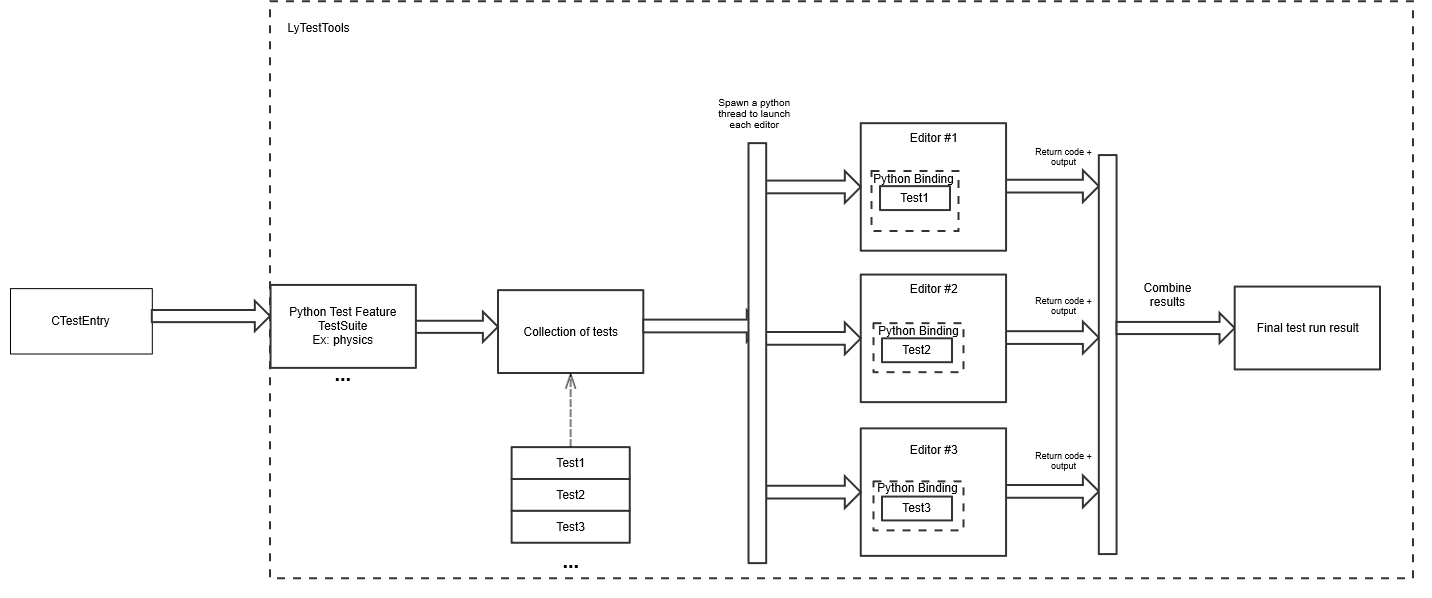 LyTestTools
CTestEntry
Python Test Feature
TestSuite
Ex: physics
...
Collection of tests
Test1
Test2
Test3
...
Spawn a python
thread to launch
each editor
Editor #1
Python Binding
Test1
Return code +
output
Editor #2
Python Binding
Test2
Return code +
output
Editor #3
Python Binding
Test3
Return code +
output
Combine
results
Final test run result